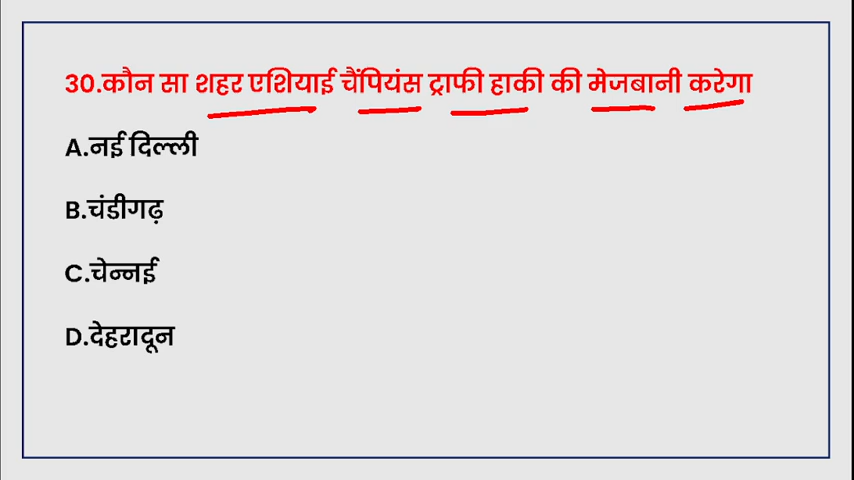 30.कौन सा शहर एशियाई चैंपियंस ट्राफी हाकी की मेजबानी करेगा
A.नई दिल्ली
B.चंडीगढ़
C.चेन्नई
D.देहरादून